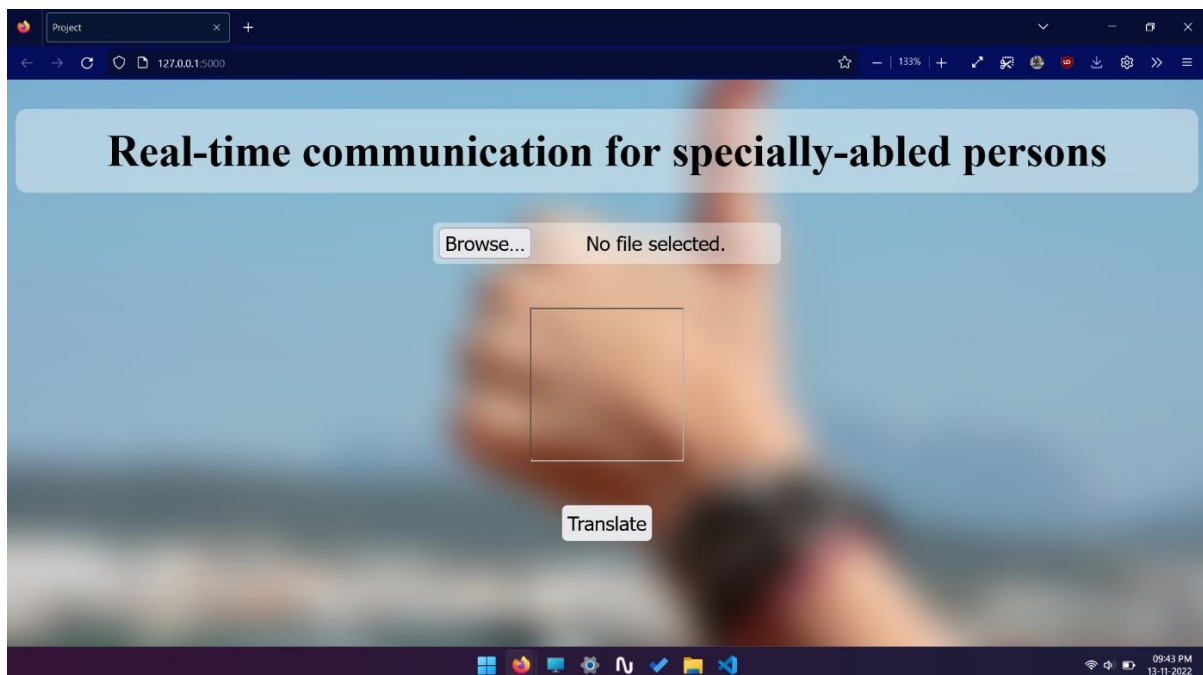 Project
127.0.0.1:5000
133%
Real-time communication for specially-abled persons
Browse... No file selected.
Translate
09:43 PM
13-11-2022